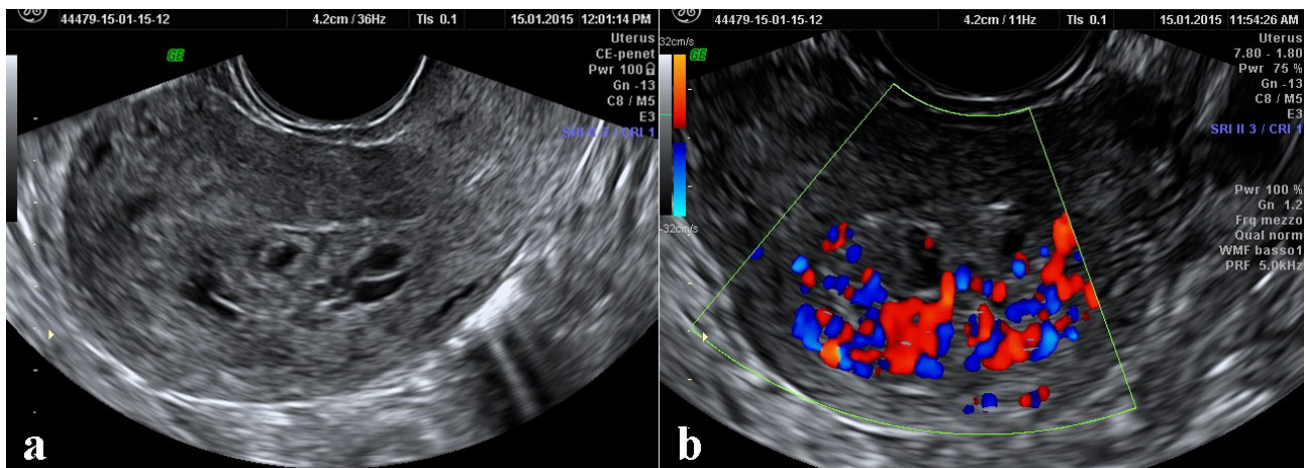 44479-15-01-15-12 4.2cm / 36Hz TIs 0.1 15.01.2015 12:01:14 PM
GE
Uterus
CE-penet
Pwr 100
Gn -13
C8 / M5
E3
SRI II 3 / CRI 1
a
44479-15-01-15-12 4.2cm / 11Hz TIs 0.1 15.01.2015 11:54:26 AM
32cm/s
GE
-32cm/s
Uterus
7.80 - 1.80
Pwr 75 %
Gn -13
C8 / M5
E3
SRI II 3 / CRI 1
Pwr 100 %
Gn 1.2
Frq mezzo
Qual norm
WMF basso1
PRF 5.0kHz
b